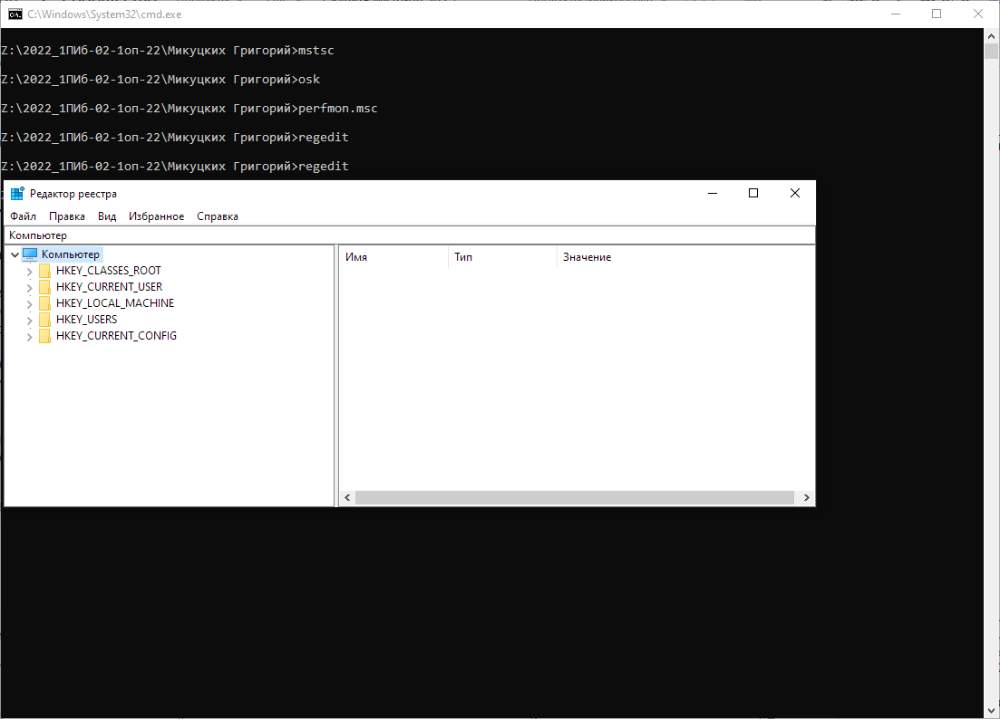 C:\Windows\System32\cmd.exe
Z:\2022_1ПИб-02-1оп-22\Микуцких Григорий>mstsc
Z:\2022_1ПИб-02-1оп-22\Микуцких Григорий>osk
Z:\2022_1ПИб-02-1оп-22\Микуцких Григорий>perfmon.msc
Z:\2022_1ПИб-02-1оп-22\Микуцких Григорий>regedit
Z:\2022_1ПИб-02-1оп-22\Микуцких Григорий>regedit
Редактор реестра
Файл Правка Вид Избранное Справка
Компьютер
Компьютер
HKEY_CLASSES_ROOT
HKEY_CURRENT_USER
HKEY_LOCAL_MACHINE
HKEY_USERS
HKEY_CURRENT_CONFIG
Имя Тип Значение